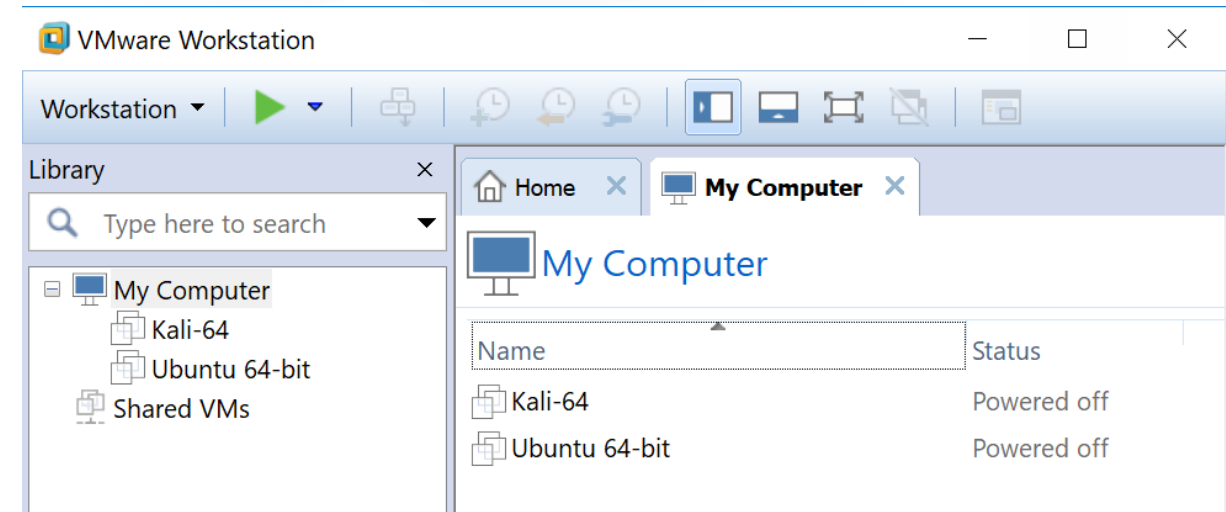 VMware Workstation
Workstation
Library
Type here to search
My Computer
Kali-64
Ubuntu 64-bit
Shared VMs
Home
My Computer
My Computer
Name Status
Kali-64 Powered off
Ubuntu 64-bit Powered off